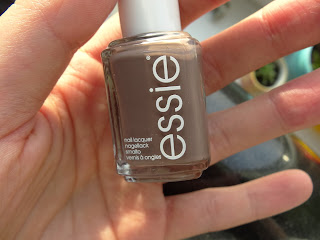 essie
nail lacquer
nagellack
smalto
vernis à ongles